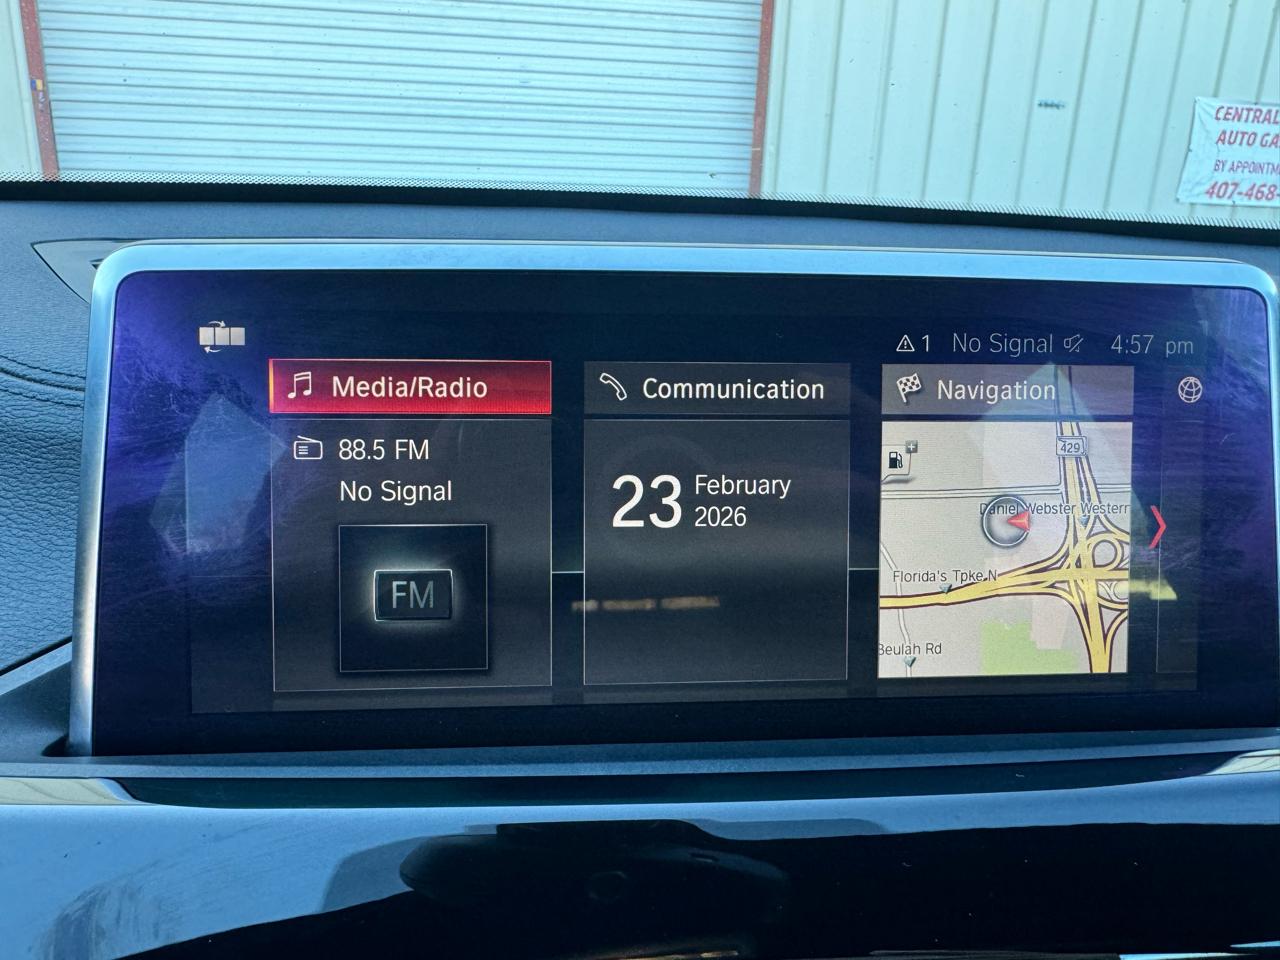 CENTRAL
AUTO GA
BY APPOINTM
407-468-
1 No Signal 4:57 pm
Media/Radio
88.5 FM
No Signal
FM
Communication
23 February
2026
Navigation
429
Daniel Webster Western
Florida's Tpke N
Beulah Rd